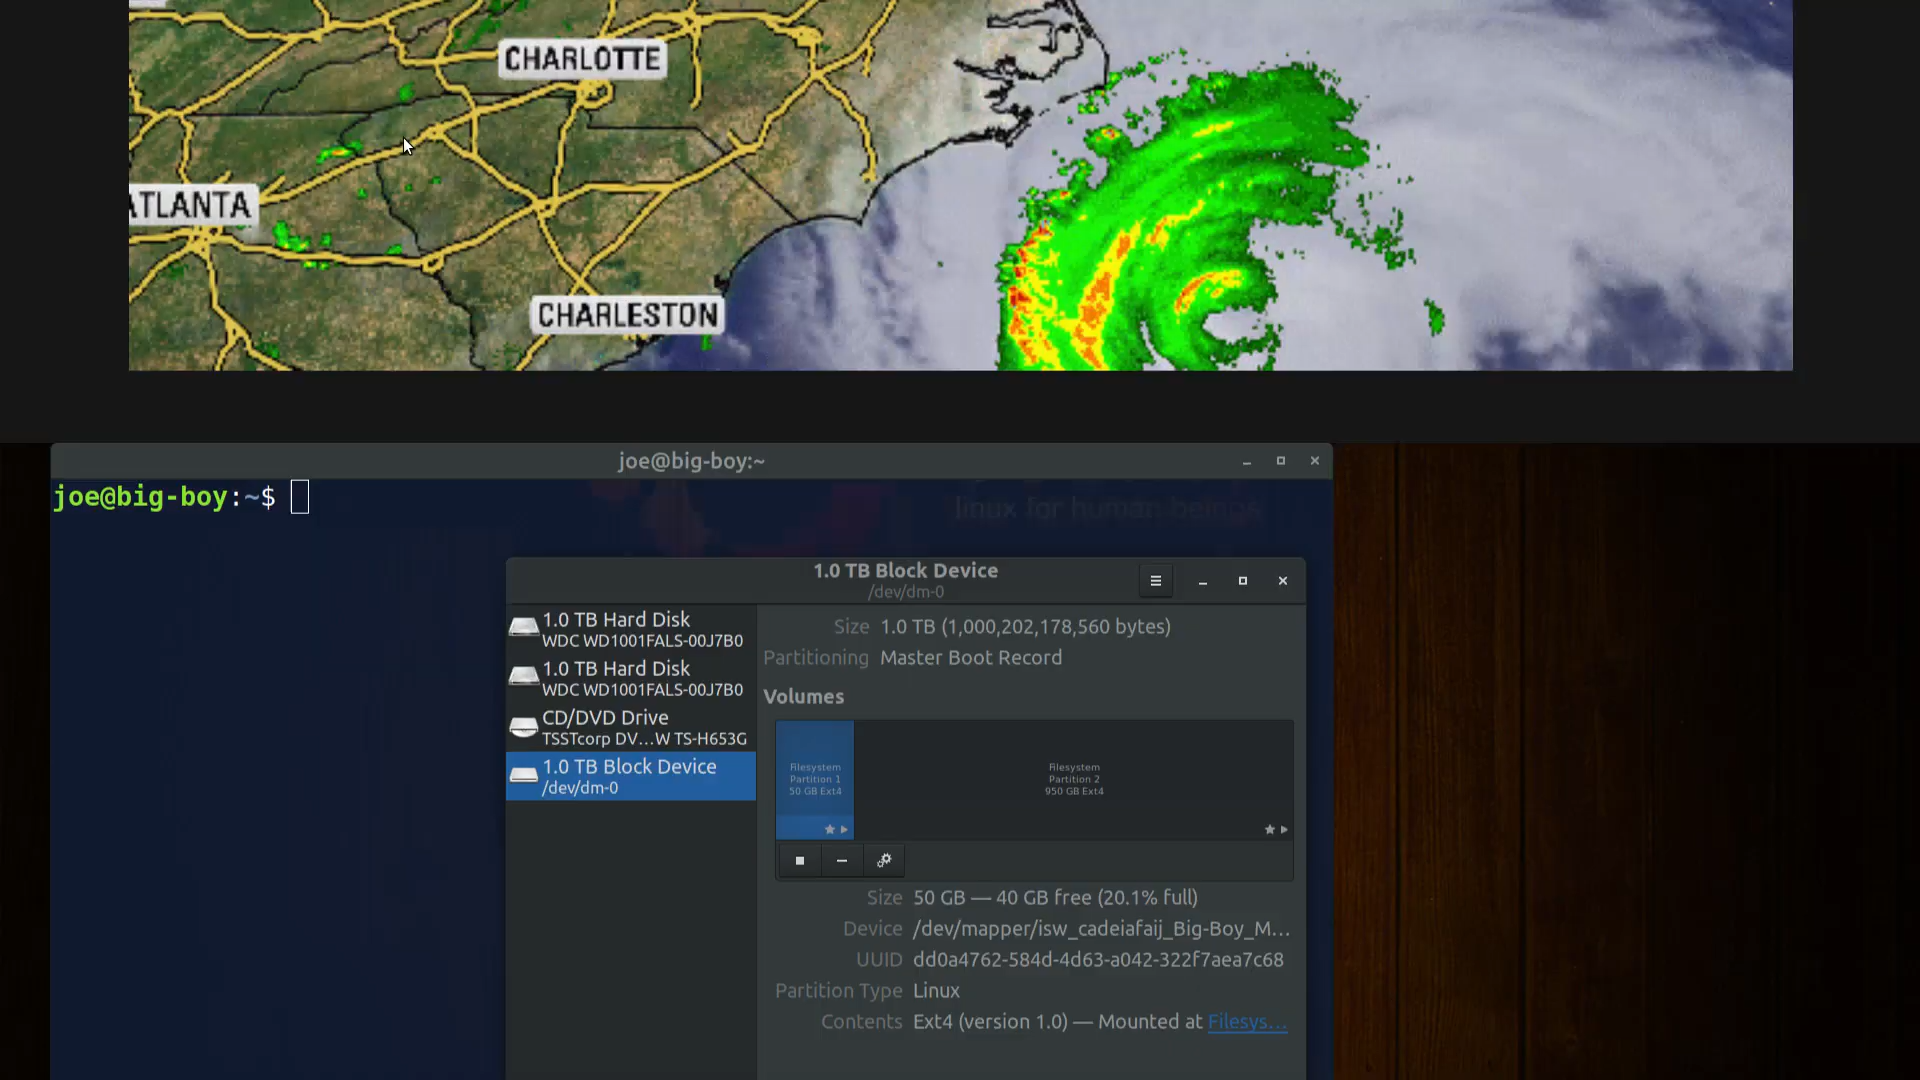 CHARLOTTE
ATLANTA
CHARLESTON
joe@big-boy:~
joe@big-boy:~$
linux for human beings
1.0 TB Block Device
/dev/dm-0
1.0 TB Hard Disk
WDC WD1001FALS-00J7B0
1.0 TB Hard Disk
WDC WD1001FALS-00J7B0
CD/DVD Drive
TSSTcorp DV...W TS-H653G
1.0 TB Block Device
/dev/dm-0
Size 1.0 TB (1,000,202,178,560 bytes)
Partitioning Master Boot Record
Volumes
Filesystem
Partition 1
50 GB Ext4
Filesystem
Partition 2
950 GB Ext4
Size 50 GB — 40 GB free (20.1% full)
Device /dev/mapper/isw_cadeiafaij_Big-Boy_M...
UUID dd0a4762-584d-4d63-a042-322f7aea7c68
Partition Type Linux
Contents Ext4 (version 1.0) — Mounted at Filesys...